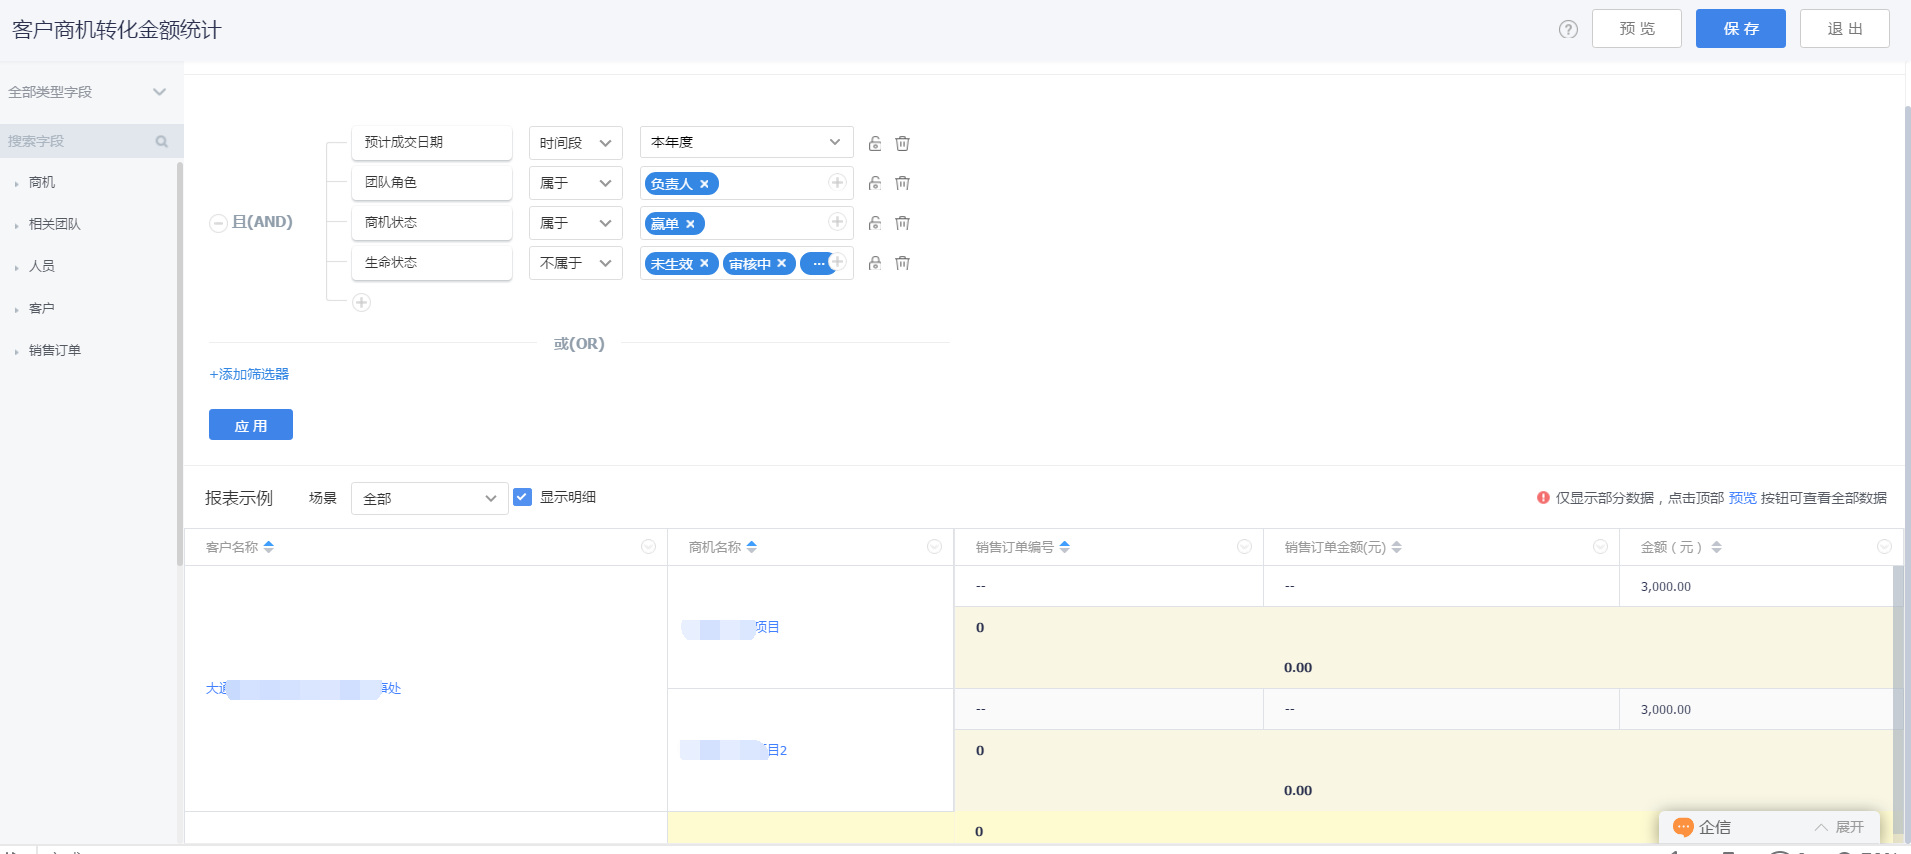 客户商机转化金额统计
预 览
保 存
退 出
全部类型字段
搜索字段
商机
相关团队
人员
客户
销售订单
且(AND)
预计成交日期 时间段 本年度
团队角色 属于 负责人 ×
商机状态 属于 赢单 ×
生命状态 不属于 未生效 × 审核中 × ...
或(OR)
+添加筛选器
应 用
报表示例 场景 全部 显示明细
仅显示部分数据，点击顶部 预览 按钮可查看全部数据
客户名称 商机名称 销售订单编号 销售订单金额(元) 金额（元）
-- -- 3,000.00
项目
0
0.00
大通 事处
-- -- 3,000.00
目2
0
0.00
0
企信 展开